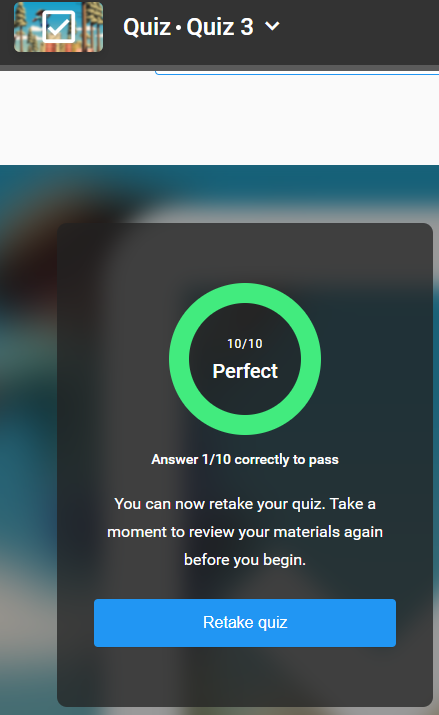 Quiz • Quiz 3
10/10
Perfect
Answer 1/10 correctly to pass
You can now retake your quiz. Take a
moment to review your materials again
before you begin.
Retake quiz